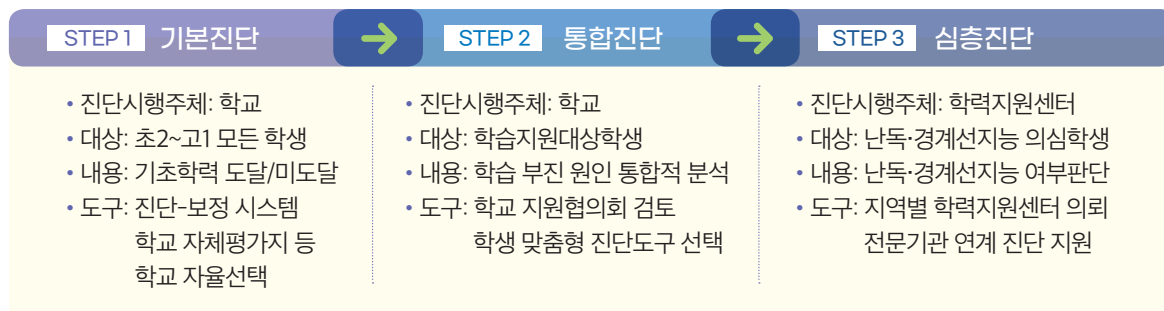 STEP 1 기본진단
• 진단시행주체: 학교
• 대상: 초2~고1 모든 학생
• 내용: 기초학력 도달/미도달
• 도구: 진단-보정 시스템
학교 자체평가지 등
학교 자율선택
STEP 2 통합진단
• 진단시행주체: 학교
• 대상: 학습지원대상학생
• 내용: 학습 부진 원인 통합적 분석
• 도구: 학교 지원협의회 검토
학생 맞춤형 진단도구 선택
STEP 3 심층진단
• 진단시행주체: 학력지원센터
• 대상: 난독·경계선지능 의심학생
• 내용: 난독·경계선지능 여부판단
• 도구: 지역별 학력지원센터 의뢰
전문기관 연계 진단 지원